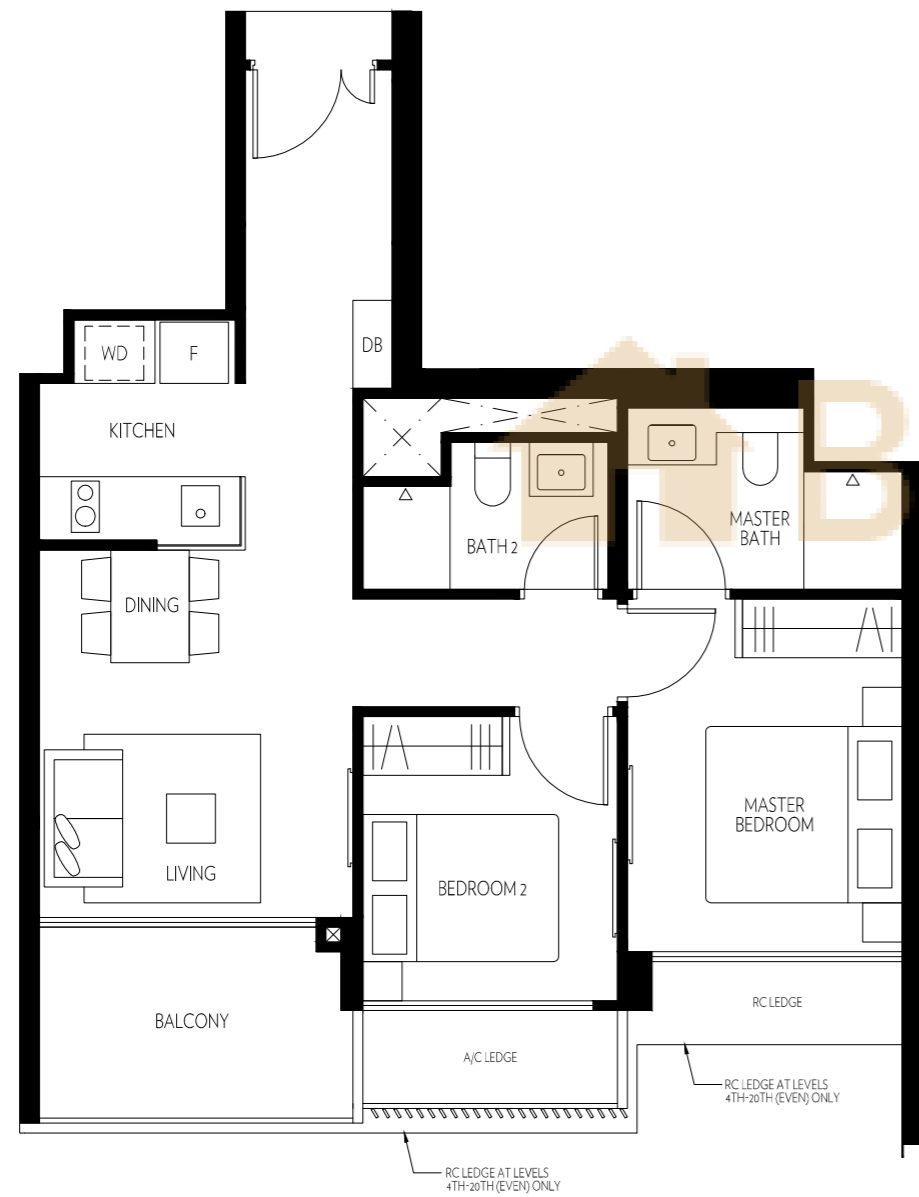 WD
F
DB
KITCHEN
BATH 2
MASTER
BATH
DINING
MASTER
BEDROOM
LIVING
BEDROOM 2
BALCONY
RC LEDGE
A/C LEDGE
RC LEDGE AT LEVELS
4TH-20TH (EVEN) ONLY
RC LEDGE AT LEVELS
4TH-20TH (EVEN) ONLY
B